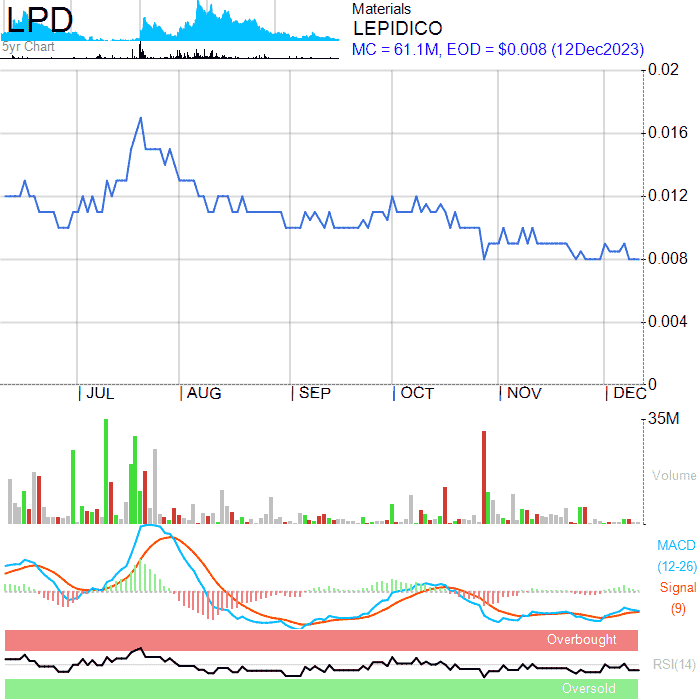 LPD
5yr Chart
Materials
LEPIDICO
MC = 61.1M, EOD = $0.008 (12Dec2023)
0.02
0.016
0.012
0.008
0.004
0
| JUL | AUG | SEP | OCT | NOV | DEC
35M
Volume
MACD
(12-26)
Signal
(9)
Overbought
RSI(14)
Oversold